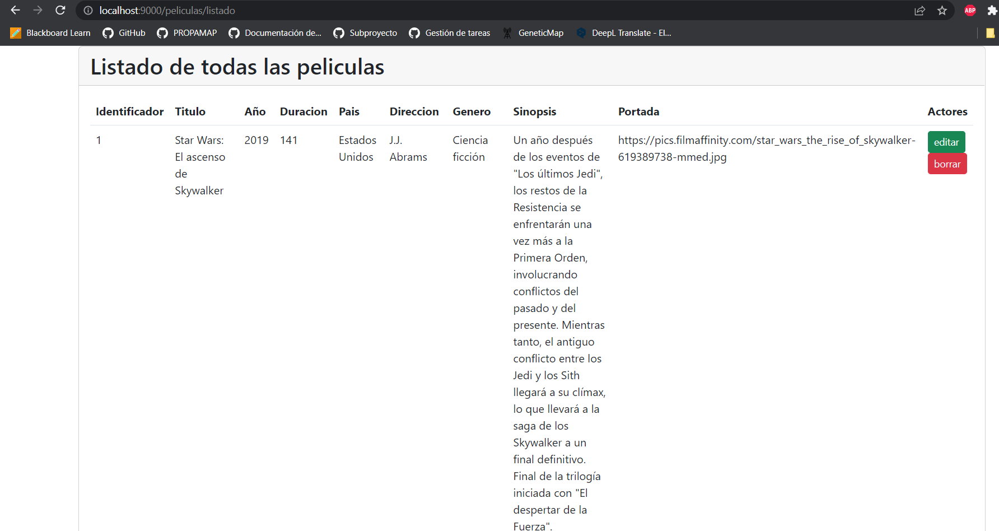 localhost:9000/peliculas/listado
ABP
Blackboard Learn GitHub PROPAMAP Documentación de... Subproyecto Gestión de tareas GeneticMap DeepL Translate - El...
Listado de todas las peliculas
Identificador Titulo Año Duracion Pais Direccion Genero Sinopsis Portada Actores
1
Star Wars:
El ascenso
de
Skywalker
2019
141
Estados
Unidos
J.J.
Abrams
Ciencia
ficción
Un año después
de los eventos de
"Los últimos Jedi",
los restos de la
Resistencia se
enfrentarán una
vez más a la
Primera Orden,
involucrando
conflictos del
pasado y del
presente. Mientras
tanto, el antiguo
conflicto entre los
Jedi y los Sith
llegará a su clímax,
lo que llevará a la
saga de los
Skywalker a un
final definitivo.
Final de la trilogía
iniciada con "El
despertar de la
Fuerza".
https://pics.filmaffinity.com/star_wars_the_rise_of_skywalker-
619389738-mmed.jpg
editar
borrar